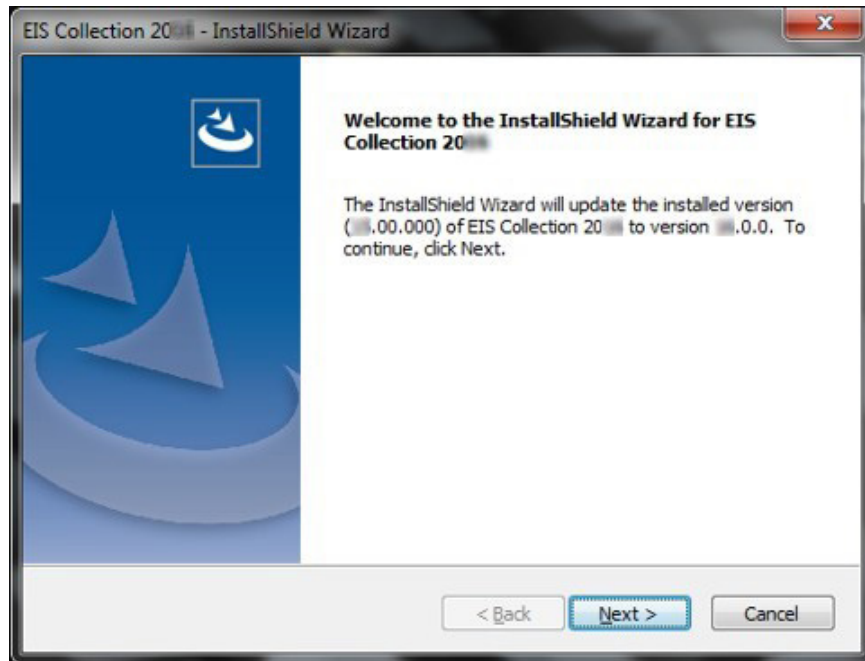 EIS Collection 20 - InstallShield Wizard
Welcome to the InstallShield Wizard for EIS
Collection 20
The InstallShield Wizard will update the installed version
( .00.000) of EIS Collection 20 to version .0.0. To
continue, click Next.
< Back
Next >
Cancel